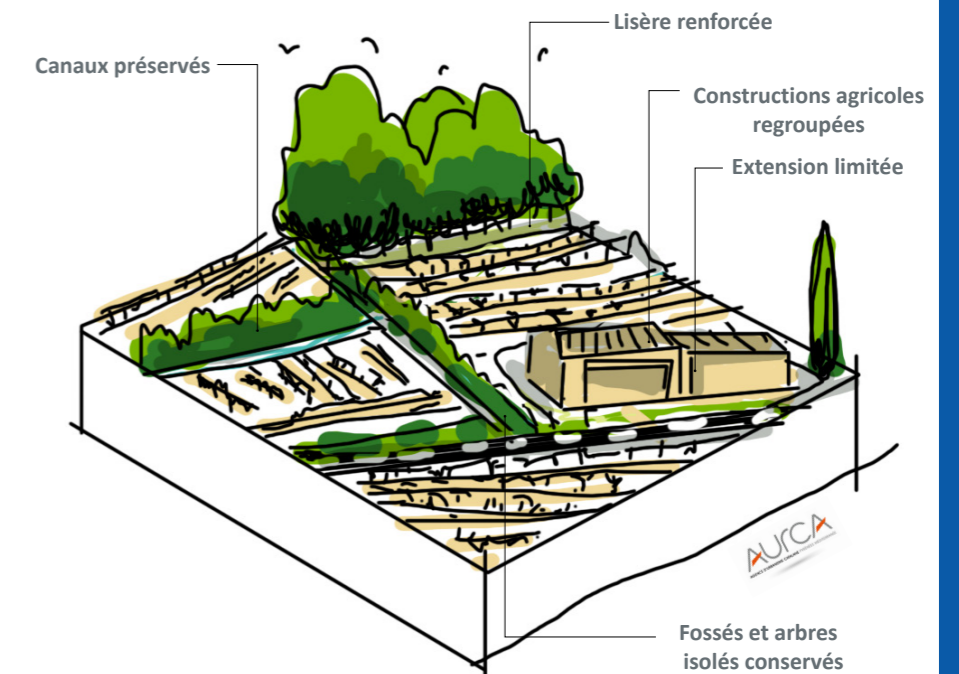 Lisère renforcée
Canaux préservés
Constructions agricoles
regroupées
Extension limitée
AURCA
Fossés et arbres
isolés conservés